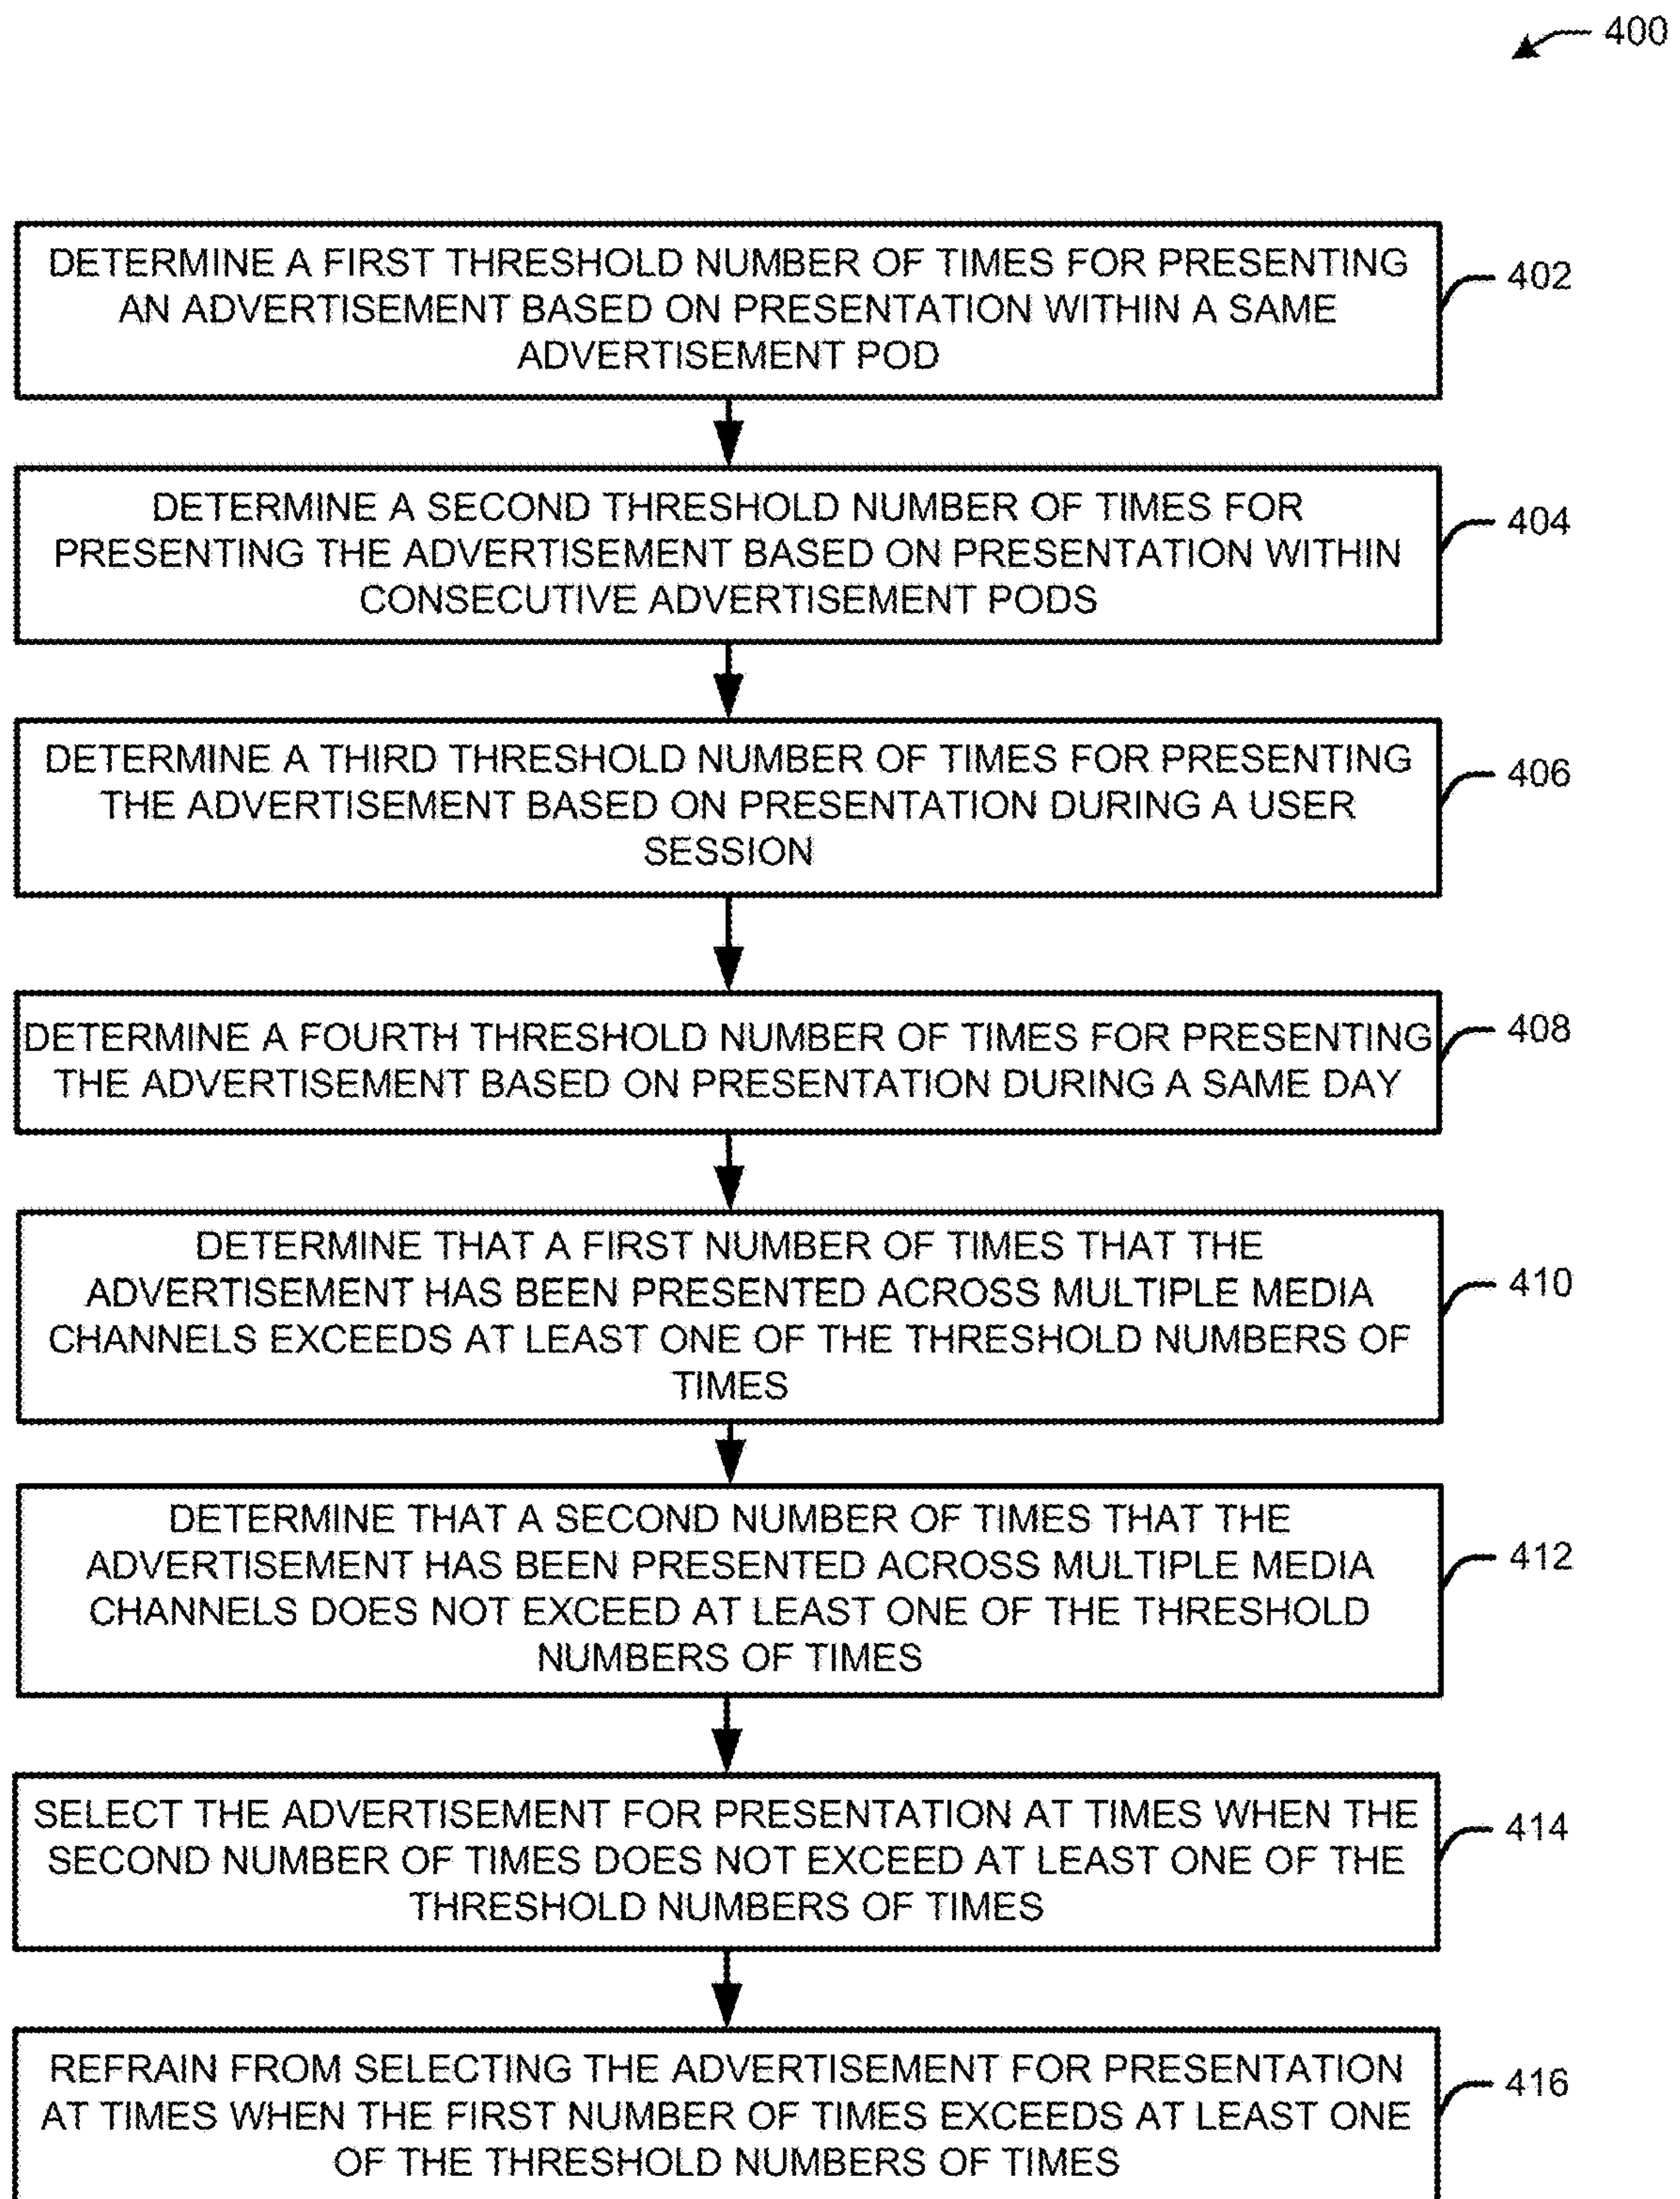 400
DETERMINE A FIRST THRESHOLD NUMBER OF TIMES FOR PRESENTING
AN ADVERTISEMENT BASED ON PRESENTATION WITHIN A SAME
ADVERTISEMENT POD
402
DETERMINE A SECOND THRESHOLD NUMBER OF TIMES FOR
PRESENTING THE ADVERTISEMENT BASED ON PRESENTATION WITHIN
CONSECUTIVE ADVERTISEMENT PODS
404
DETERMINE A THIRD THRESHOLD NUMBER OF TIMES FOR PRESENTING
THE ADVERTISEMENT BASED ON PRESENTATION DURING A USER
SESSION
406
DETERMINE A FOURTH THRESHOLD NUMBER OF TIMES FOR PRESENTING
THE ADVERTISEMENT BASED ON PRESENTATION DURING A SAME DAY
408
DETERMINE THAT A FIRST NUMBER OF TIMES THAT THE
ADVERTISEMENT HAS BEEN PRESENTED ACROSS MULTIPLE MEDIA
CHANNELS EXCEEDS AT LEAST ONE OF THE THRESHOLD NUMBERS OF
TIMES
410
DETERMINE THAT A SECOND NUMBER OF TIMES THAT THE
ADVERTISEMENT HAS BEEN PRESENTED ACROSS MULTIPLE MEDIA
CHANNELS DOES NOT EXCEED AT LEAST ONE OF THE THRESHOLD
NUMBERS OF TIMES
412
SELECT THE ADVERTISEMENT FOR PRESENTATION AT TIMES WHEN THE
SECOND NUMBER OF TIMES DOES NOT EXCEED AT LEAST ONE OF THE
THRESHOLD NUMBERS OF TIMES
414
REFRAIN FROM SELECTING THE ADVERTISEMENT FOR PRESENTATION
AT TIMES WHEN THE FIRST NUMBER OF TIMES EXCEEDS AT LEAST ONE
OF THE THRESHOLD NUMBERS OF TIMES
416